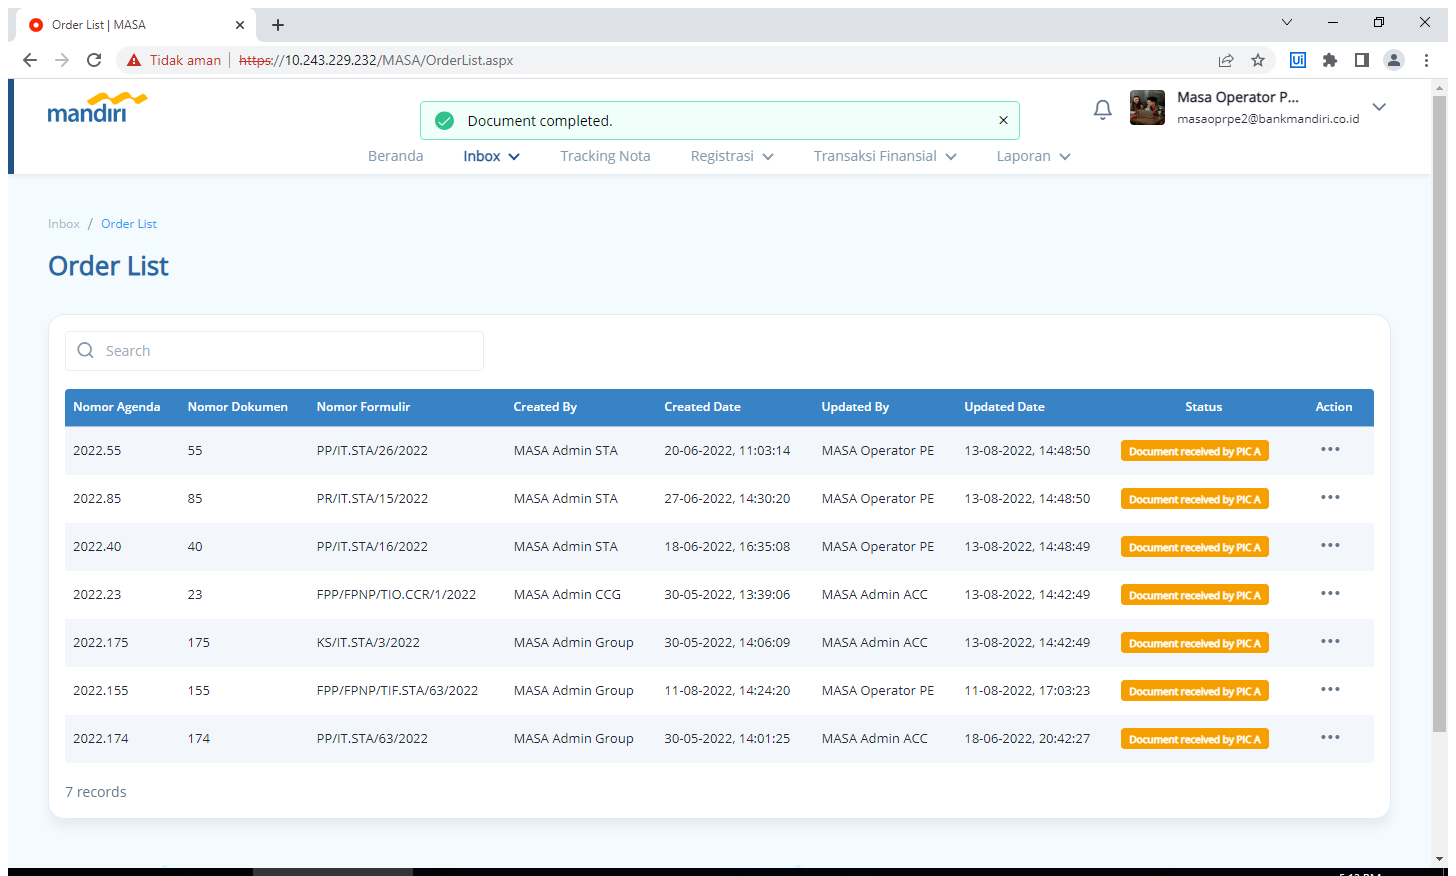 Order List | MASA
Tidak aman https://10.243.229.232/MASA/OrderList.aspx
Ui
mandiri
Document completed.
Masa Operator P...
masaoprpe2@bankmandiri.co.id
Beranda Inbox Tracking Nota Registrasi Transaksi Finansial Laporan
Inbox / Order List
Order List
Search
Nomor Agenda Nomor Dokumen Nomor Formulir Created By Created Date Updated By Updated Date Status Action
2022.55 55 PP/IT.STA/26/2022 MASA Admin STA 20-06-2022, 11:03:14 MASA Operator PE 13-08-2022, 14:48:50 Document received by PIC A
2022.85 85 PR/IT.STA/15/2022 MASA Admin STA 27-06-2022, 14:30:20 MASA Operator PE 13-08-2022, 14:48:50 Document received by PIC A
2022.40 40 PP/IT.STA/16/2022 MASA Admin STA 18-06-2022, 16:35:08 MASA Operator PE 13-08-2022, 14:48:49 Document received by PIC A
2022.23 23 FPP/FPNP/TIO.CCR/1/2022 MASA Admin CCG 30-05-2022, 13:39:06 MASA Admin ACC 13-08-2022, 14:42:49 Document received by PIC A
2022.175 175 KS/IT.STA/3/2022 MASA Admin Group 30-05-2022, 14:06:09 MASA Admin ACC 13-08-2022, 14:42:49 Document received by PIC A
2022.155 155 FPP/FPNP/TIF.STA/63/2022 MASA Admin Group 11-08-2022, 14:24:20 MASA Operator PE 11-08-2022, 17:03:23 Document received by PIC A
2022.174 174 PP/IT.STA/63/2022 MASA Admin Group 30-05-2022, 14:01:25 MASA Admin ACC 18-06-2022, 20:42:27 Document received by PIC A
7 records